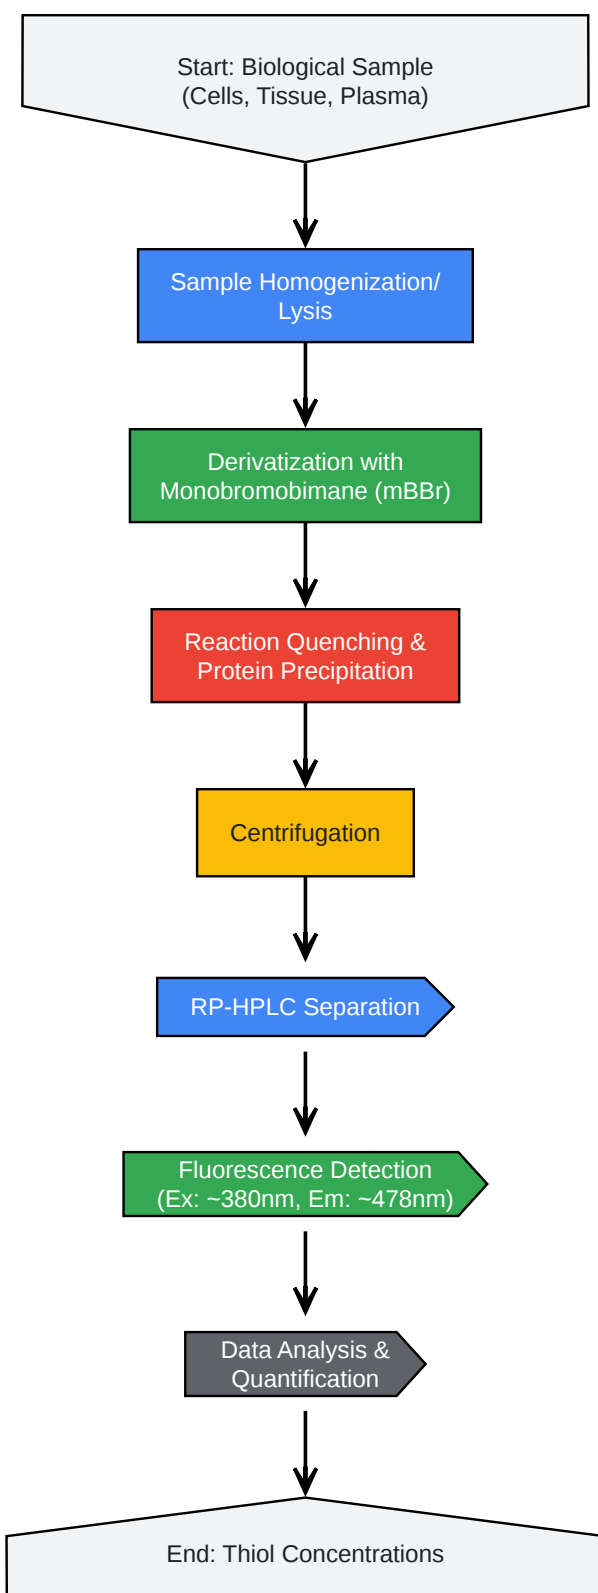 Start: Biological Sample
(Cells, Tissue, Plasma)
Sample Homogenization/
Lysis
Derivatization with
Monobromobimane (mBBr)
Reaction Quenching &
Protein Precipitation
Centrifugation
RP-HPLC Separation
Fluorescence Detection
(Ex: ~380nm, Em: ~478nm)
Data Analysis &
Quantification
End: Thiol Concentrations